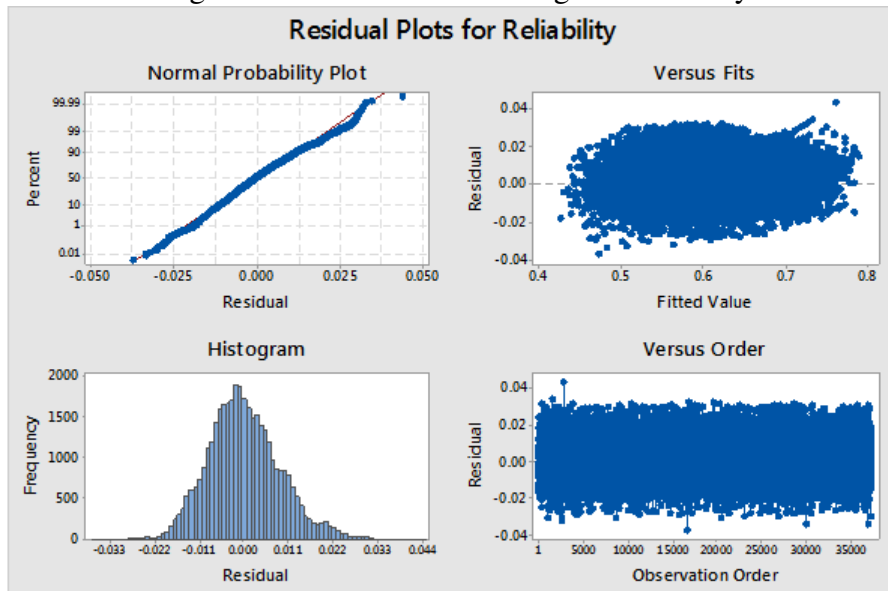 Residual Plots for Reliability
Normal Probability Plot
99.99
99
90
50
10
1
0.01
Percent
-0.050 -0.025 0.000 0.025 0.050
Residual
Versus Fits
0.04
0.02
0.00
-0.02
-0.04
Residual
0.4 0.5 0.6 0.7 0.8
Fitted Value
Histogram
2000
1500
1000
500
0
Frequency
-0.033 -0.022 -0.011 0.000 0.011 0.022 0.033 0.044
Residual
Versus Order
0.04
0.02
0.00
-0.02
-0.04
Residual
1 5000 10000 15000 20000 25000 30000 35000
Observation Order